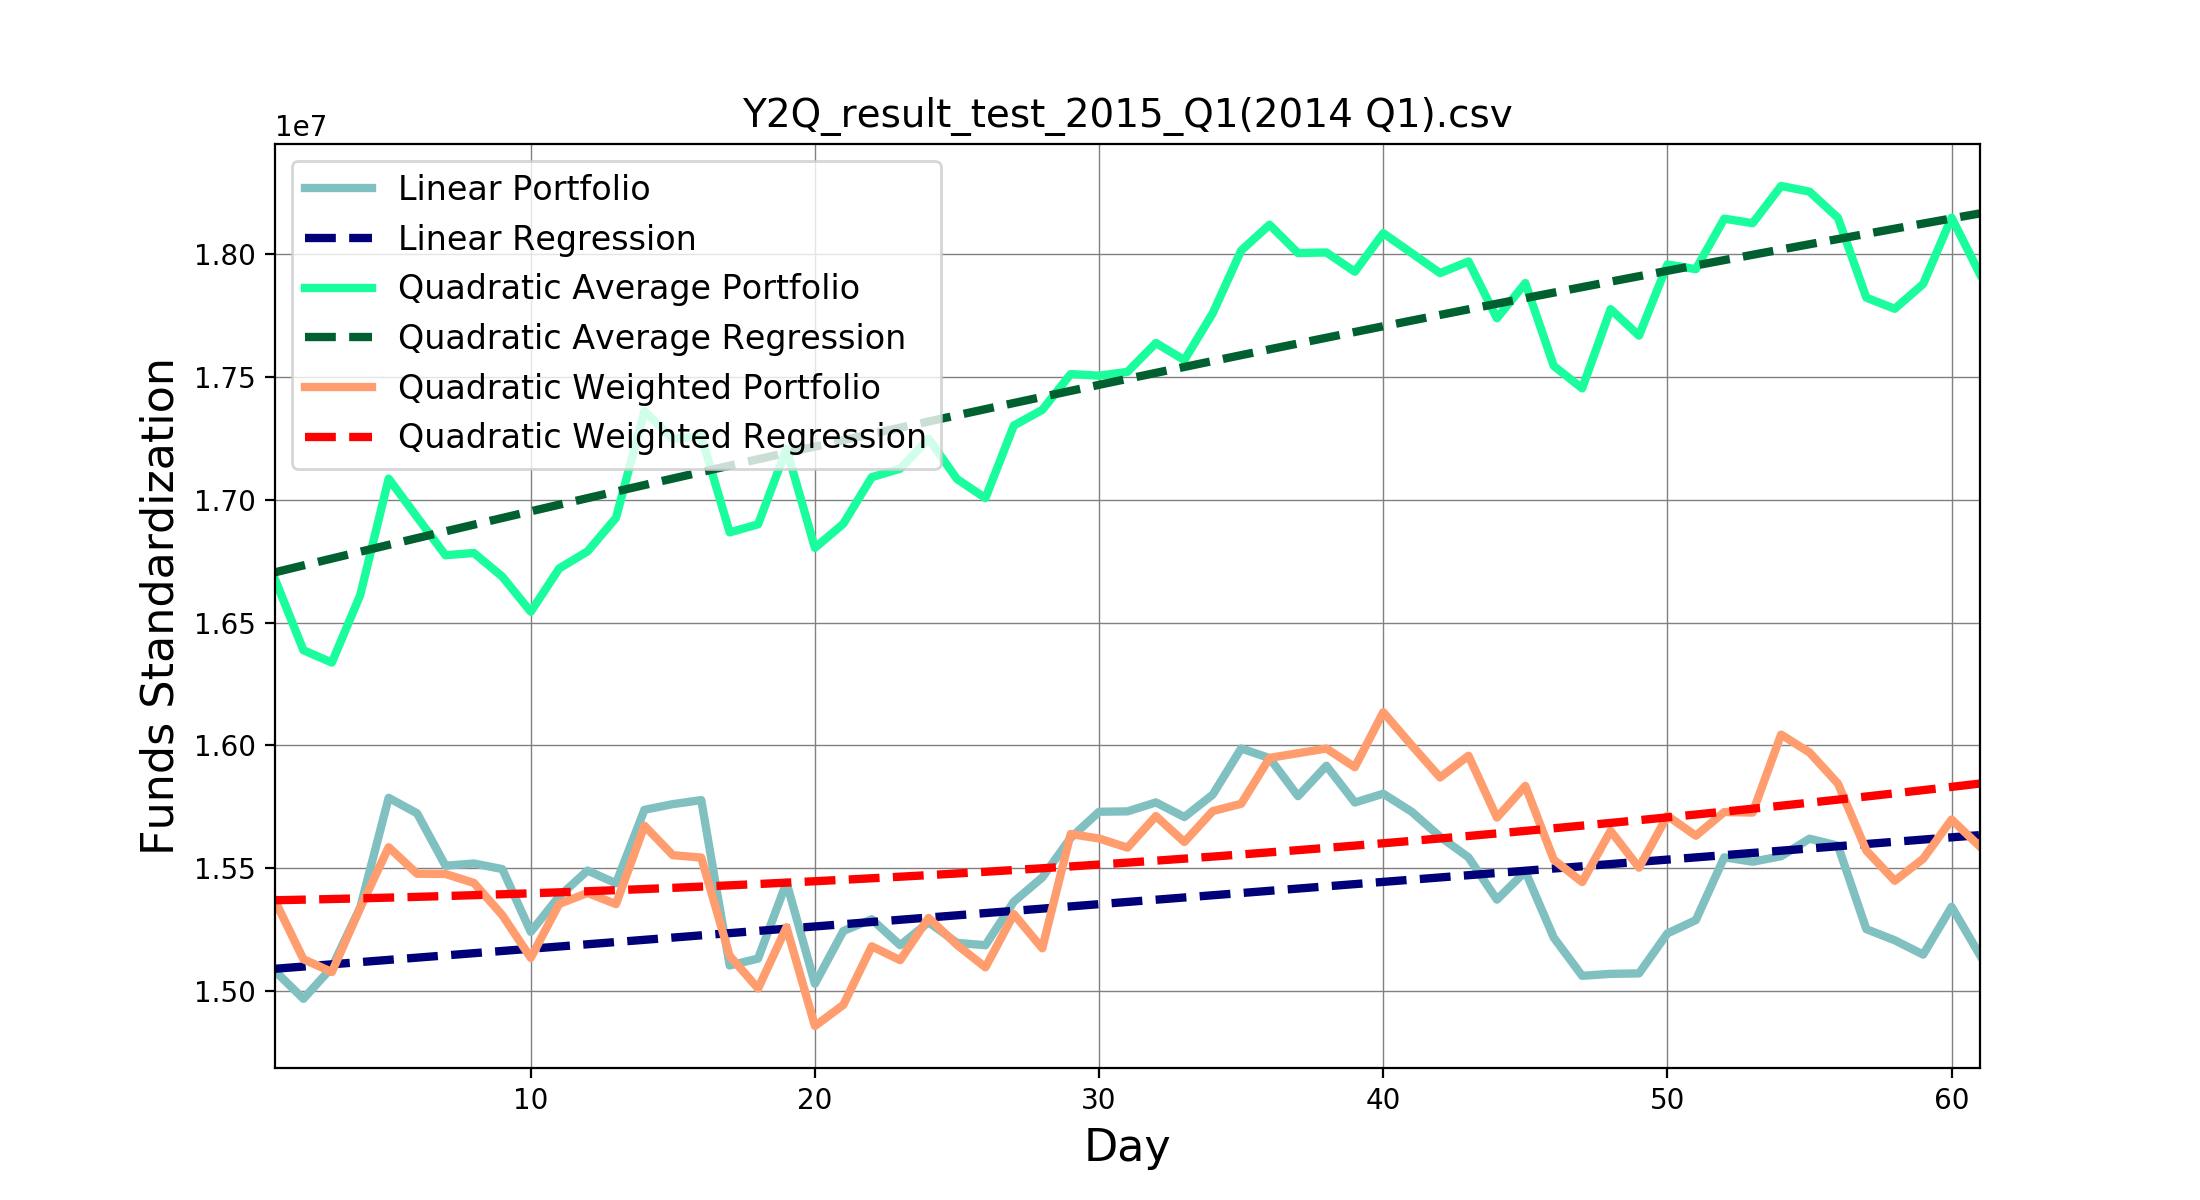 Y2Q_result_test_2015_Q1(2014 Q1).csv
1e7
Linear Portfolio
Linear Regression
Quadratic Average Portfolio
Quadratic Average Regression
Quadratic Weighted Portfolio
Quadratic Weighted Regression
Funds Standardization
1.80
1.75
1.70
1.65
1.60
1.55
1.50
10 20 30 40 50 60
Day